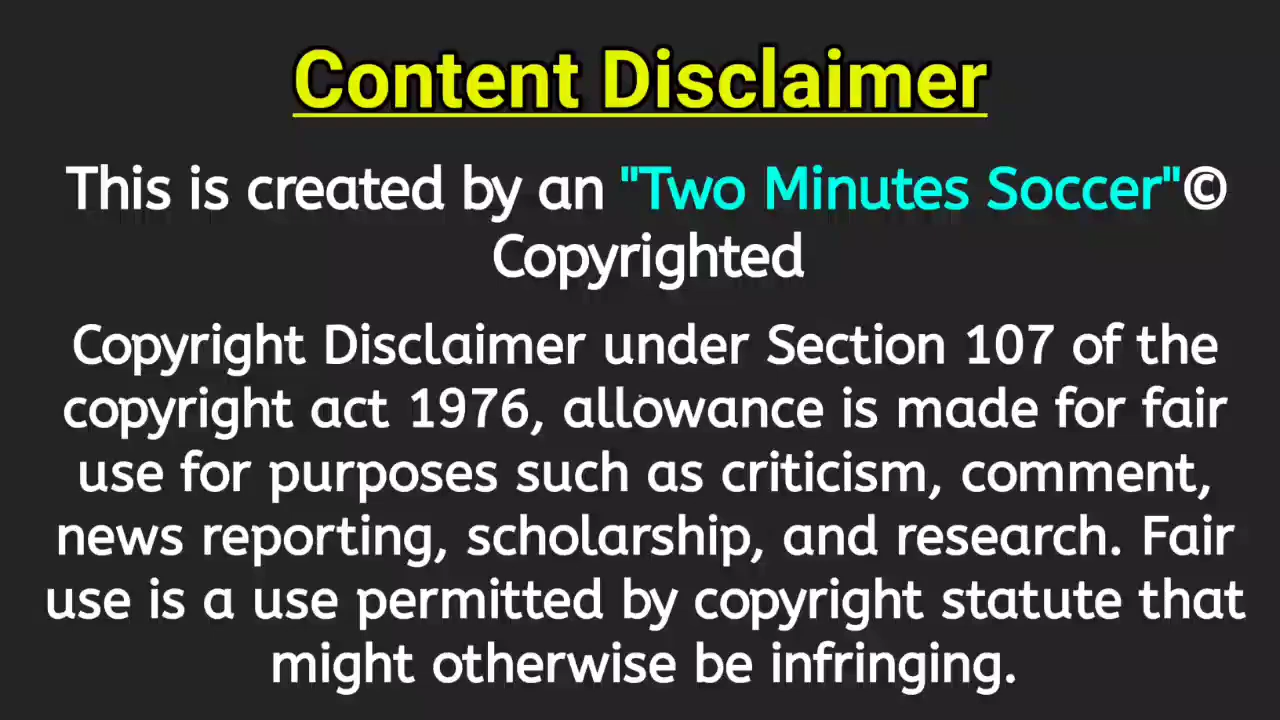 Content Disclaimer
This is created by an "Two Minutes Soccer"©
Copyrighted
Copyright Disclaimer under Section 107 of the
copyright act 1976, allowance is made for fair
use for purposes such as criticism, comment,
news reporting, scholarship, and research. Fair
use is a use permitted by copyright statute that
might otherwise be infringing.